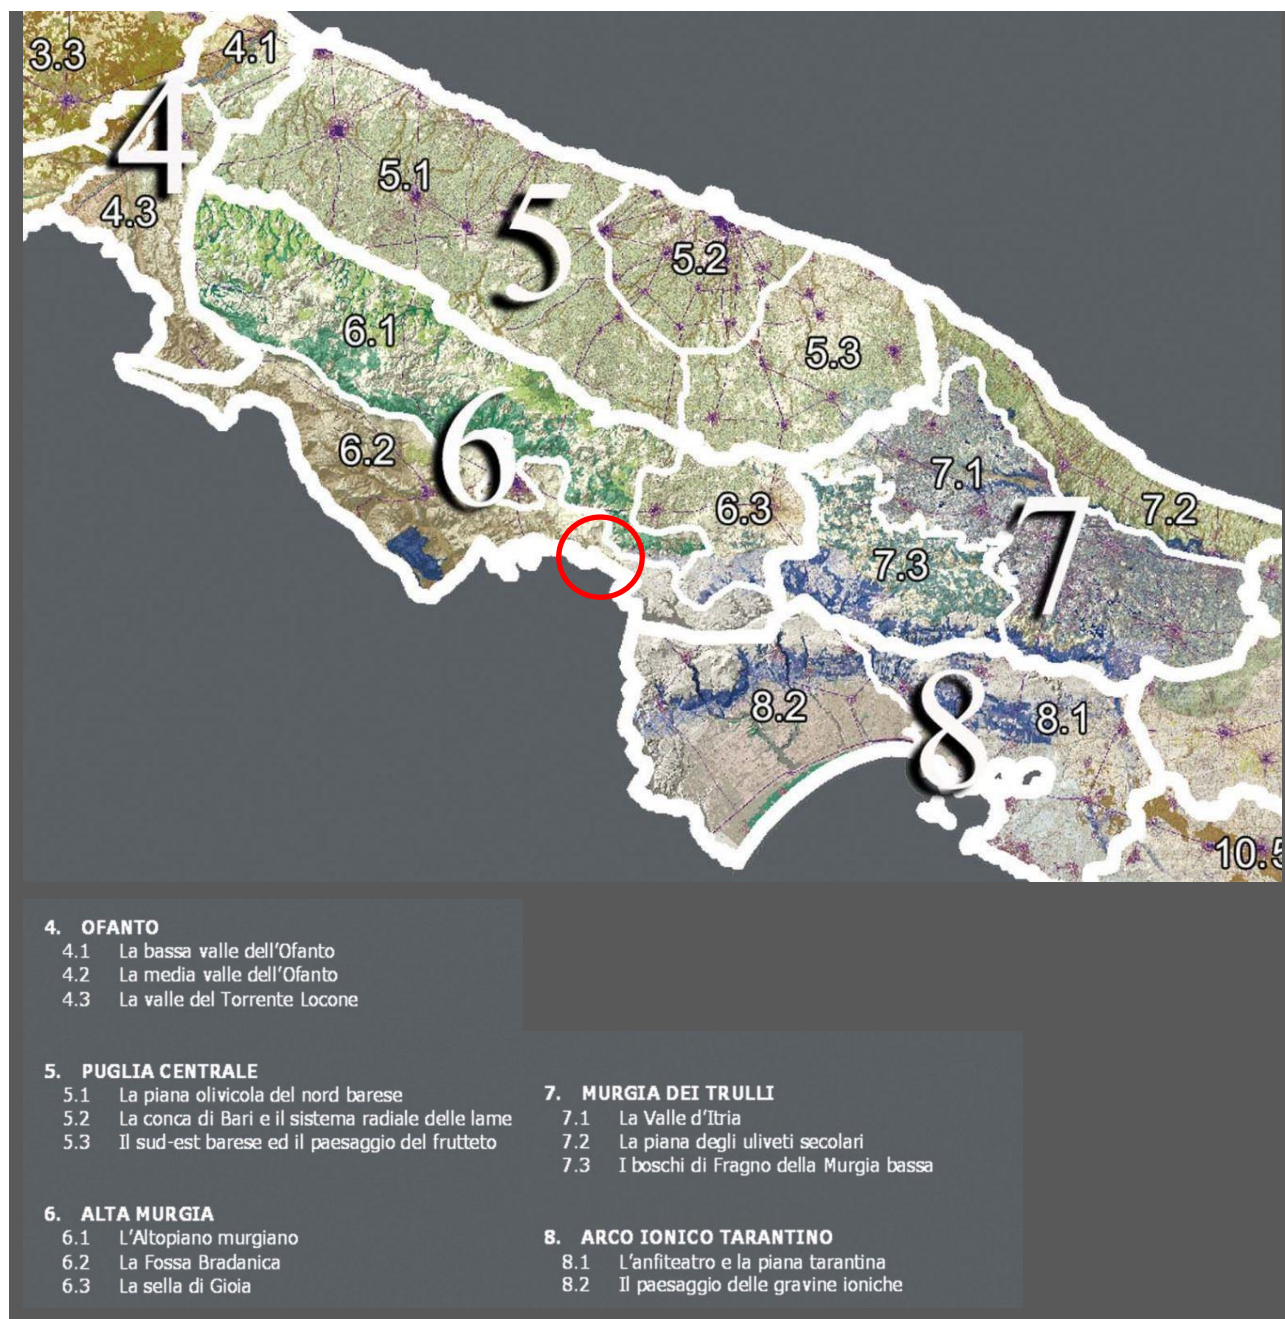 3.3
4.1
4
4.3
5.1
5
5.2
5.3
6.1
6.2
6
6.3
7.1
7.2
7.3
7
8.2
8
8.1
10.5
4. OFANTO
4.1 La bassa valle dell'Ofanto
4.2 La media valle dell'Ofanto
4.3 La valle del Torrente Locone
5. PUGLIA CENTRALE
5.1 La piana olivicola del nord barese
5.2 La conca di Bari e il sistema radiale delle lame
5.3 Il sud-est barese ed il paesaggio del frutteto
6. ALTA MURGIA
6.1 L'Altopiano murgiano
6.2 La Fossa Bradanica
6.3 La sella di Gioia
7. MURGIA DEI TRULLI
7.1 La Valle d'Itria
7.2 La piana degli uliveti secolari
7.3 I boschi di Fragno della Murgia bassa
8. ARCO IONICO TARANTINO
8.1 L'anfiteatro e la piana tarantina
8.2 Il paesaggio delle gravine ioniche